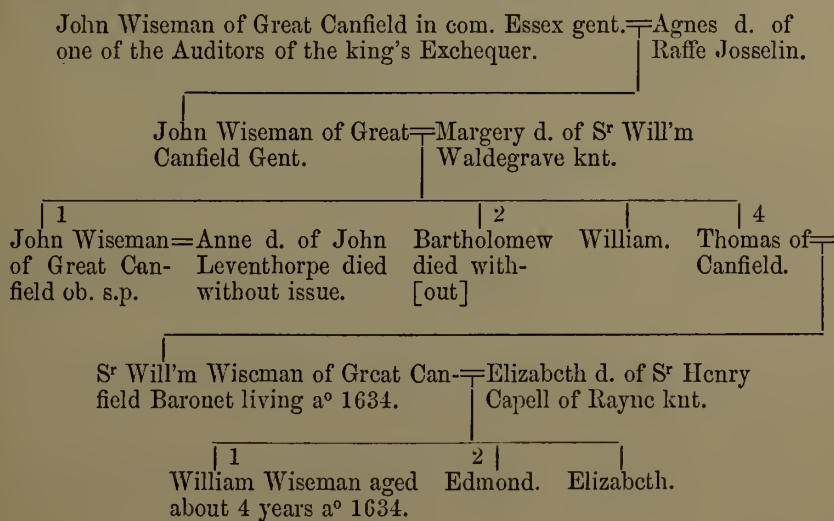 John Wiseman of Great Canfield in com. Essex gent.=Agnes d. of
one of the Auditors of the king's Exchequer. Raffe Josselin.
John Wiseman of Great=Margery d. of Sʳ Will'm
Canfield Gent. Waldegrave knt.
1 2 4
John Wiseman=Anne d. of John Bartholomew William. Thomas of=
of Great Can- Leventhorpe died died with- Canfield.
field ob. s.p. without issue. [out]
Sʳ Will'm Wiseman of Great Can-=Elizabeth d. of Sʳ Henry
field Baronet living aᵒ 1634. Capell of Rayne knt.
1 2
William Wiseman aged Edmond. Elizabeth.
about 4 years aᵒ 1634.